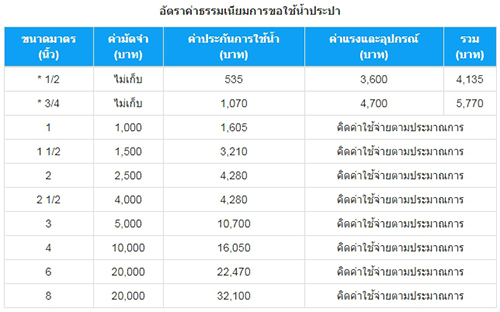 อัตราค่าธรรมเนียมการขอใช้น้ำประปา
ขนาดมาตร ค่ามัดจำ ค่าประกันการใช้น้ำ ค่าแรงและอุปกรณ์ รวม
(นิ้ว) (บาท) (บาท) (บาท) (บาท)
* 1/2 ไม่เก็บ 535 3,600 4,135
* 3/4 ไม่เก็บ 1,070 4,700 5,770
1 1,000 1,605 คิดค่าใช้จ่ายตามประมาณการ
1 1/2 1,500 3,210 คิดค่าใช้จ่ายตามประมาณการ
2 2,500 4,280 คิดค่าใช้จ่ายตามประมาณการ
2 1/2 4,000 4,280 คิดค่าใช้จ่ายตามประมาณการ
3 5,000 10,700 คิดค่าใช้จ่ายตามประมาณการ
4 10,000 16,050 คิดค่าใช้จ่ายตามประมาณการ
6 20,000 22,470 คิดค่าใช้จ่ายตามประมาณการ
8 20,000 32,100 คิดค่าใช้จ่ายตามประมาณการ